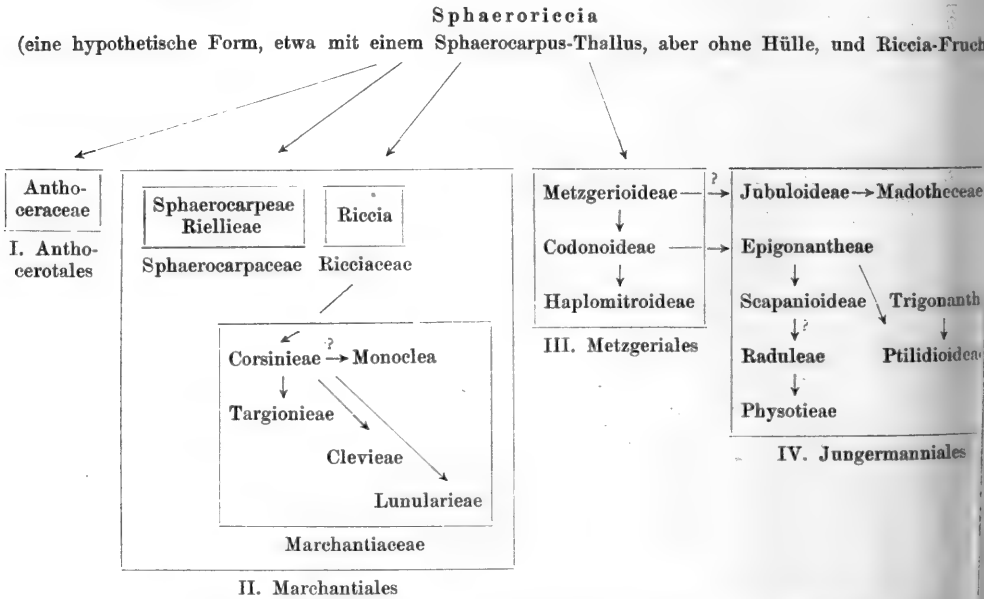 Sphaeroriccia
(eine hypothetische Form, etwa mit einem Sphaerocarpus-Thallus, aber ohne Hülle, und Riccia-Fruch
Antho-
ceraceae
I. Antho-
cerotales
Sphaerocarpeae
Riellieae
Sphaerocarpaceae
Riccia
Ricciaceae
Corsinieae ? Monoclea
Targionieae
Clevieae
Lunularieae
Marchantiaceae
II. Marchantiales
Metzgerioideae ?
Codonoideae
Haplomitroideae
III. Metzgeriales
Jubuloideae Madotheceae
Epigonantheae
Scapanioideae Trigonanth
?
Raduleae Ptilidioidea
Physotieae
IV. Jungermanniales